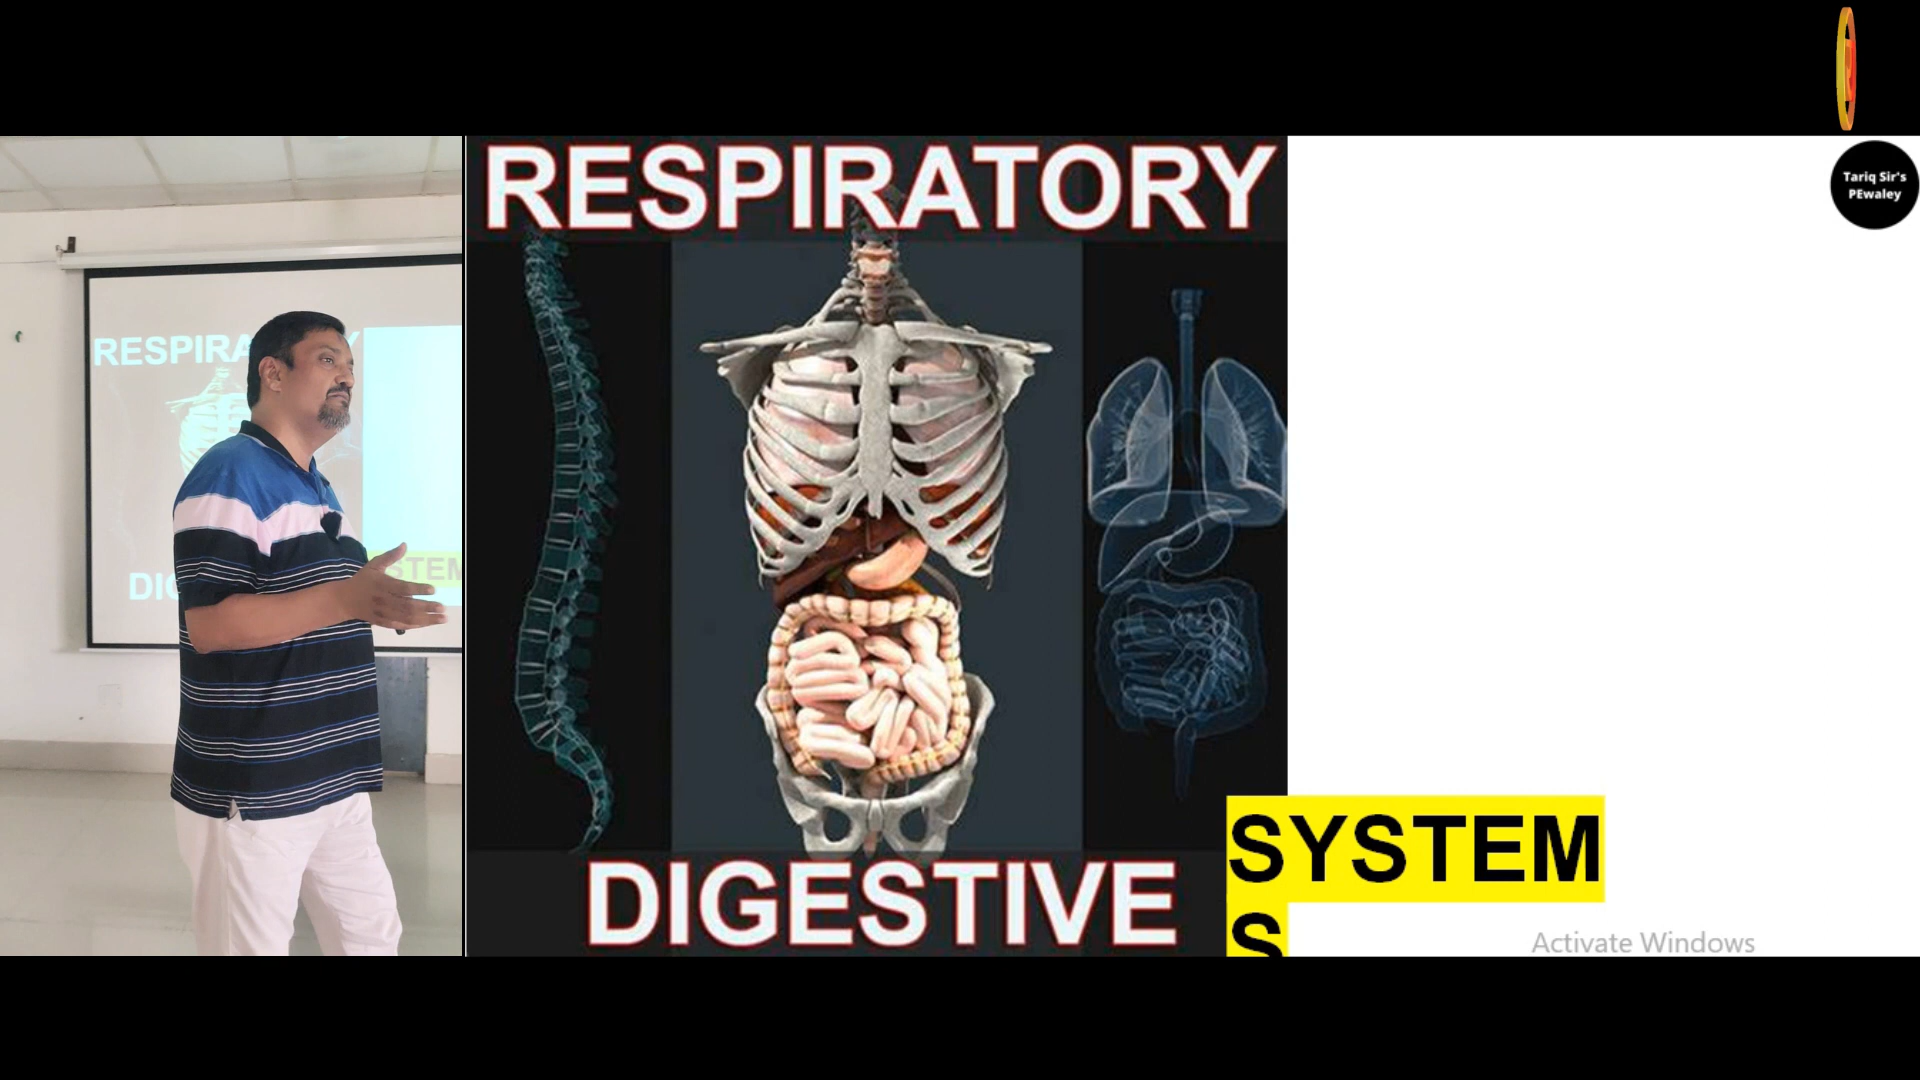 RESPIRATORY
Tariq Sir's
PEwaley
RESPIRA Y
STEM
DIG
DIGESTIVE
SYSTEM
S
Activate Windows